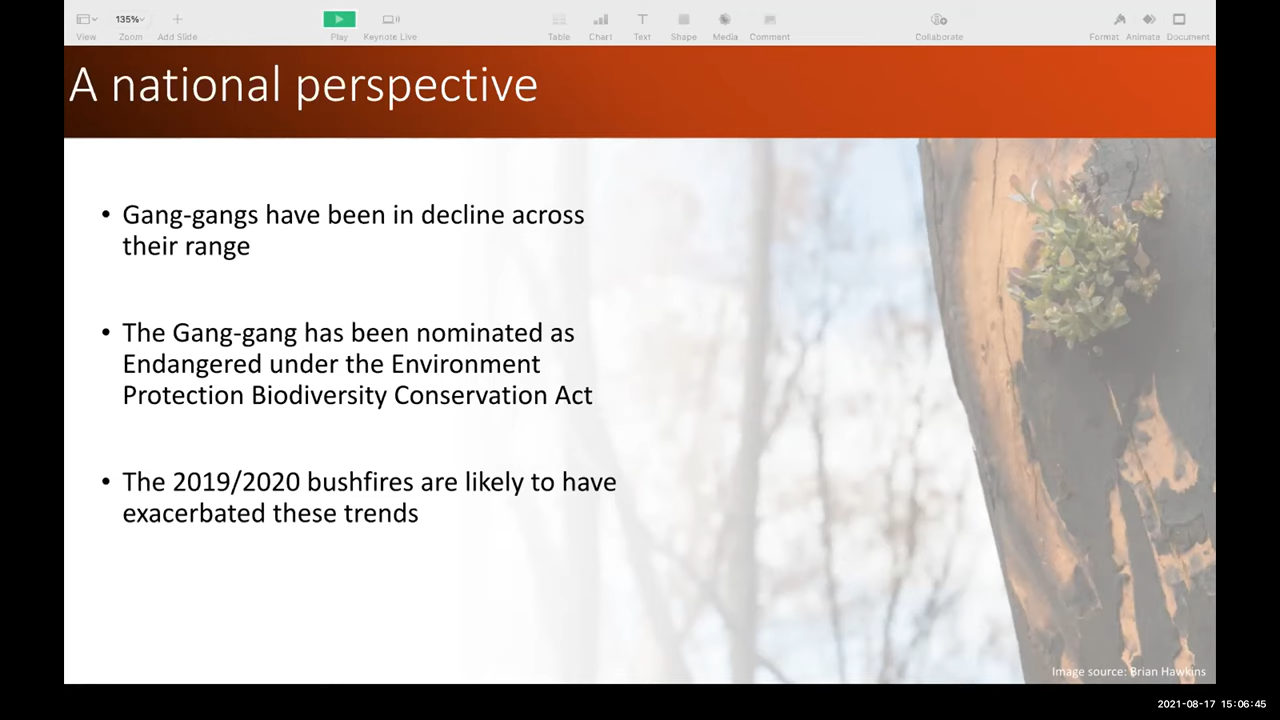 135%
View
Zoom
Add Slide
Play
Keynote Live
Table
Chart
Text
Shape
Media
Comment
Collaborate
Format
Animate
Document
A national perspective
• Gang-gangs have been in decline across
their range
• The Gang-gang has been nominated as
Endangered under the Environment
Protection Biodiversity Conservation Act
• The 2019/2020 bushfires are likely to have
exacerbated these trends
Image source: Brian Hawkins
2021-08-17 15:06:45